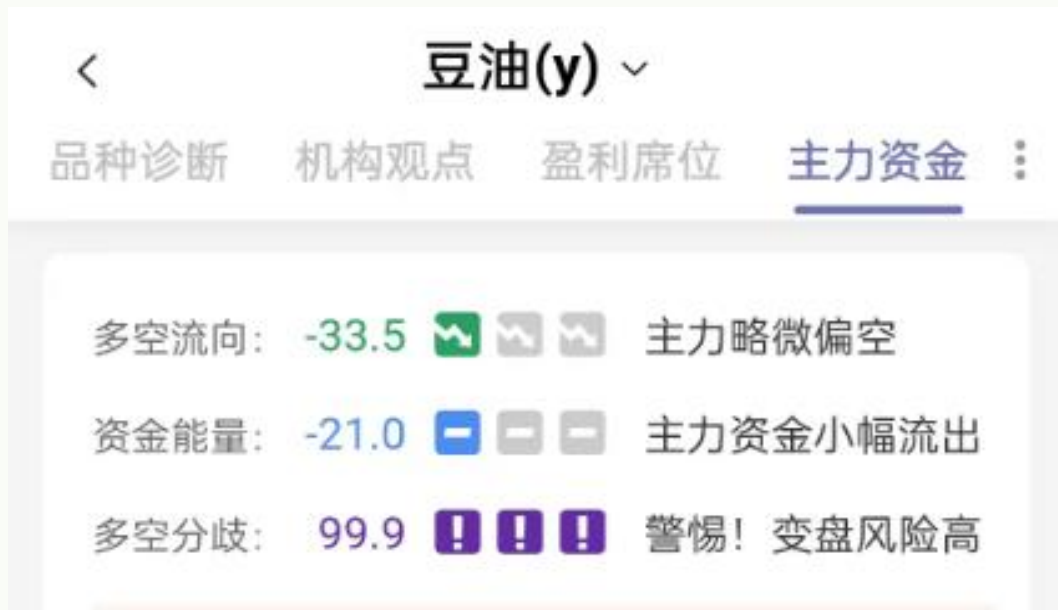 豆油(y)
品种诊断 机构观点 盈利席位 主力资金
多空流向: -33.5 主力略微偏空
资金能量: -21.0 主力资金小幅流出
多空分歧: 99.9 警惕！变盘风险高